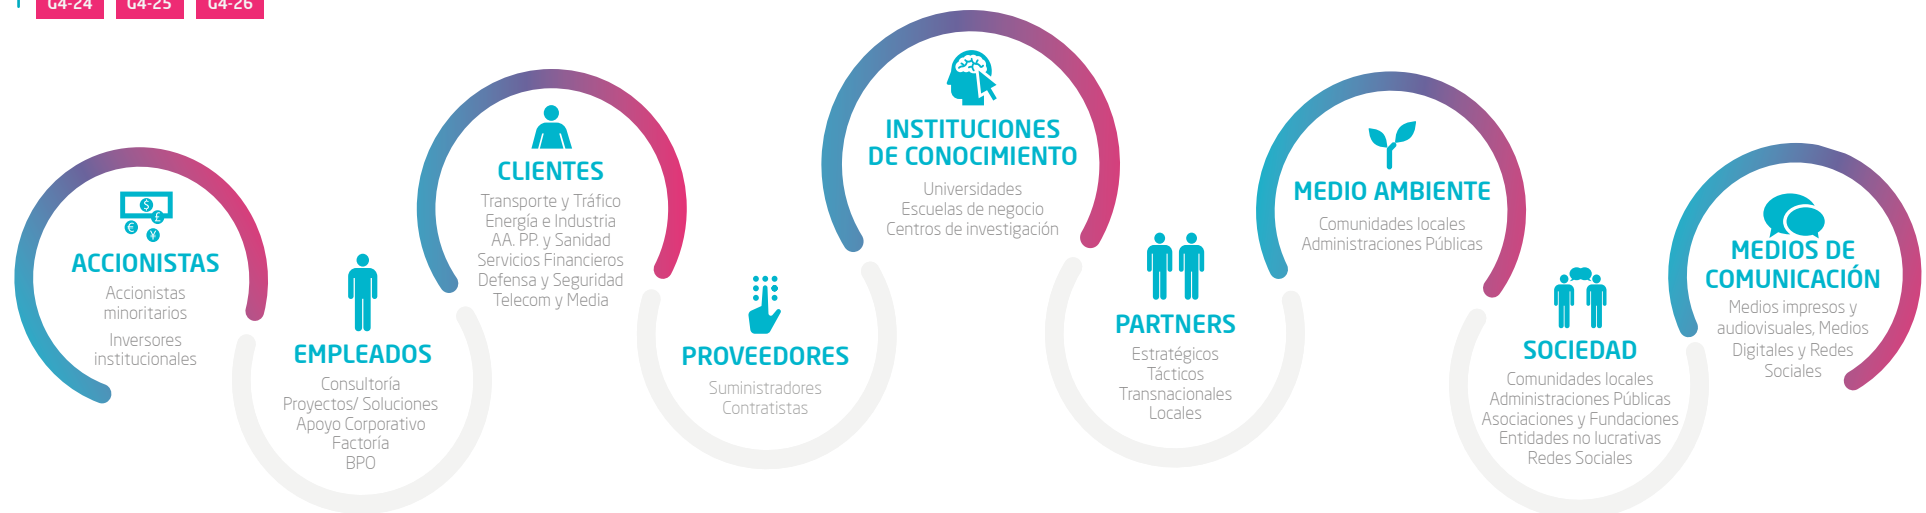 G4-24 G4-25 G4-26
ACCIONISTAS
Accionistas
minoritarios
Inversores
institucionales
EMPLEADOS
Consultoría
Proyectos/ Soluciones
Apoyo Corporativo
Factoría
BPO
CLIENTES
Transporte y Tráfico
Energía e Industria
AA. PP. y Sanidad
Servicios Financieros
Defensa y Seguridad
Telecom y Media
PROVEEDORES
Suministradores
Contratistas
INSTITUCIONES
DE CONOCIMIENTO
Universidades
Escuelas de negocio
Centros de investigación
PARTNERS
Estratégicos
Tácticos
Transnacionales
Locales
MEDIO AMBIENTE
Comunidades locales
Administraciones Públicas
SOCIEDAD
Comunidades locales
Administraciones Públicas
Asociaciones y Fundaciones
Entidades no lucrativas
Redes Sociales
MEDIOS DE
COMUNICACIÓN
Medios impresos y
audiovisuales, Medios
Digitales y Redes
Sociales